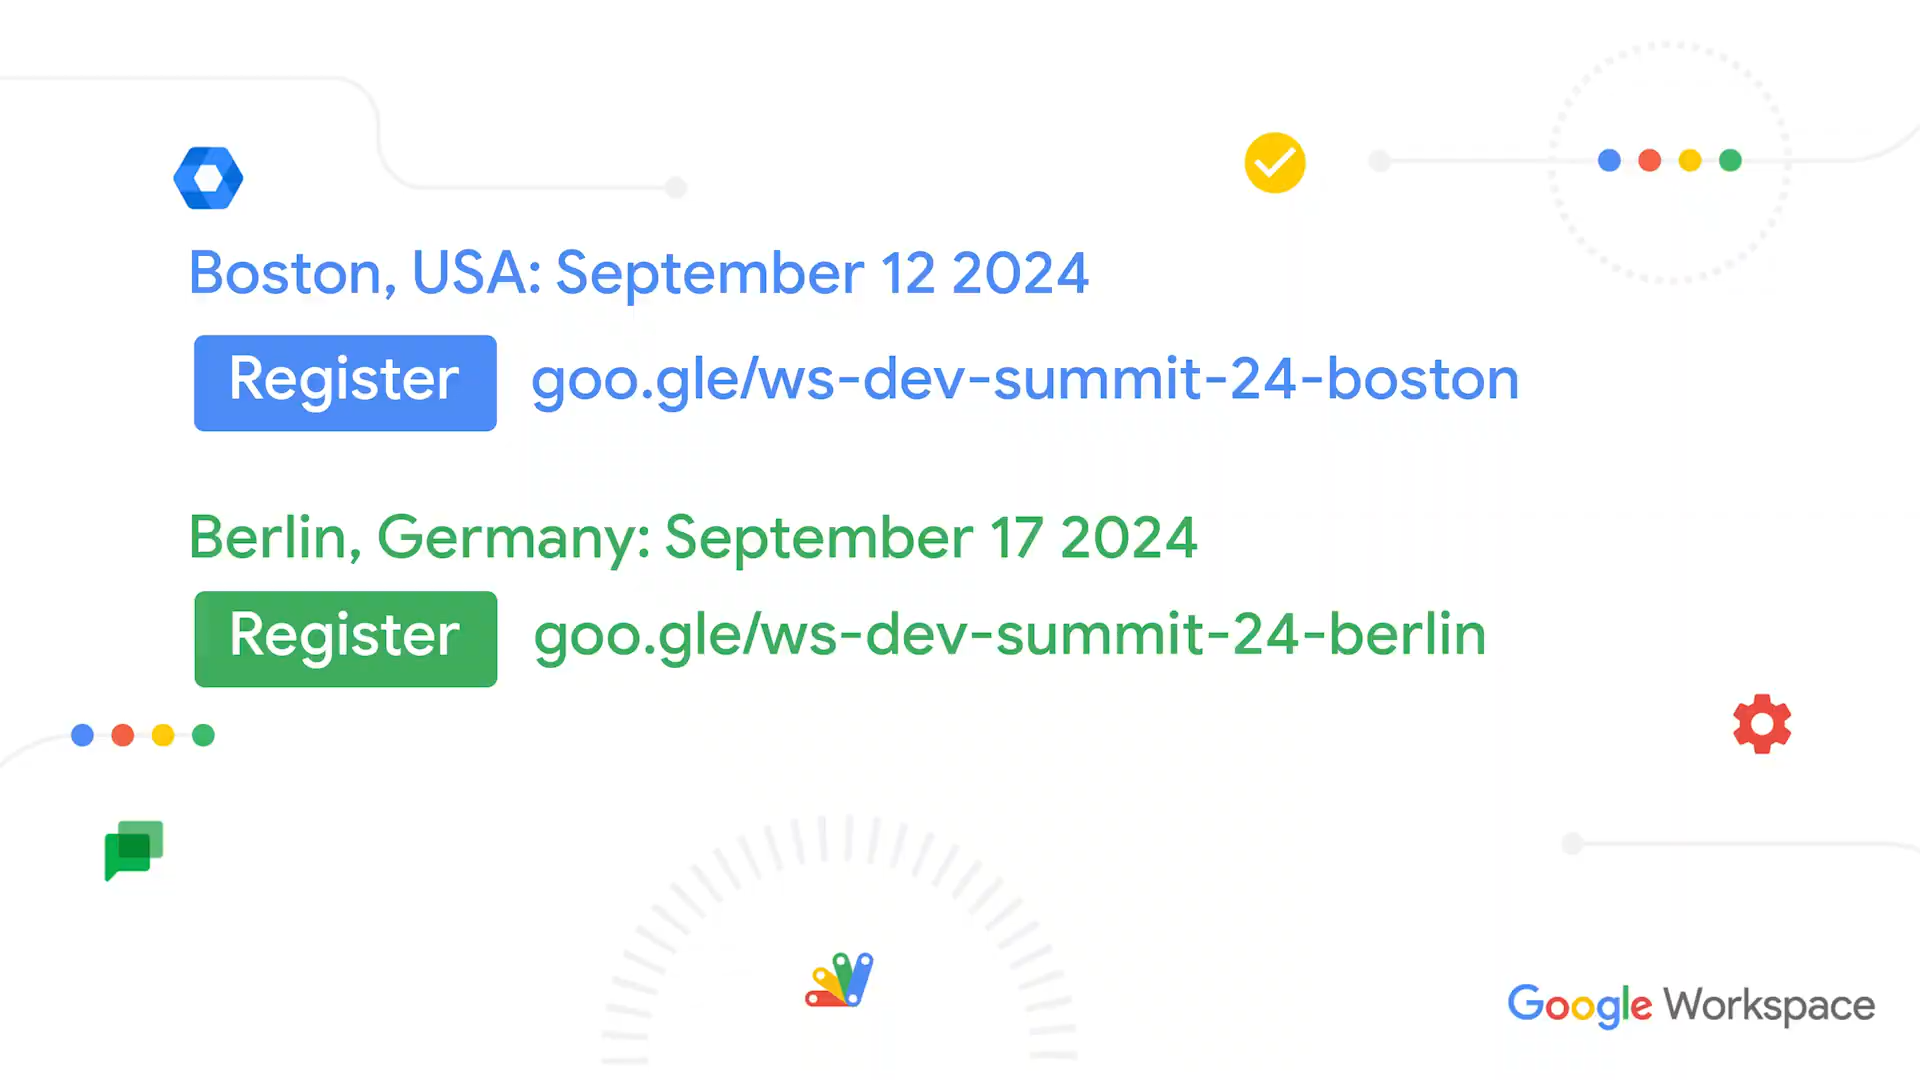 Boston, USA: September 12 2024
Register goo.gle/ws-dev-summit-24-boston
Berlin, Germany: September 17 2024
Register goo.gle/ws-dev-summit-24-berlin
Google Workspace